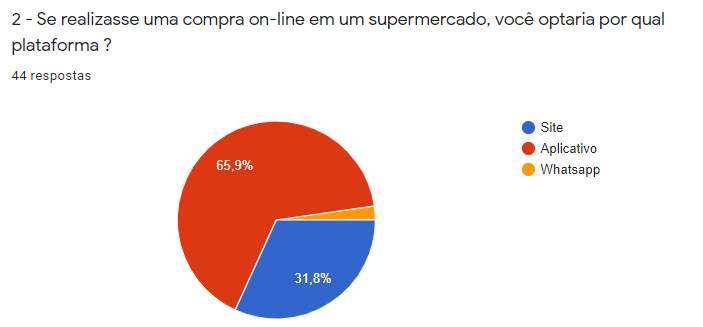 2 - Se realizasse uma compra on-line em um supermercado, você optaria por qual
plataforma ?
44 respostas
Site
Aplicativo
Whatsapp
65,9%
31,8%